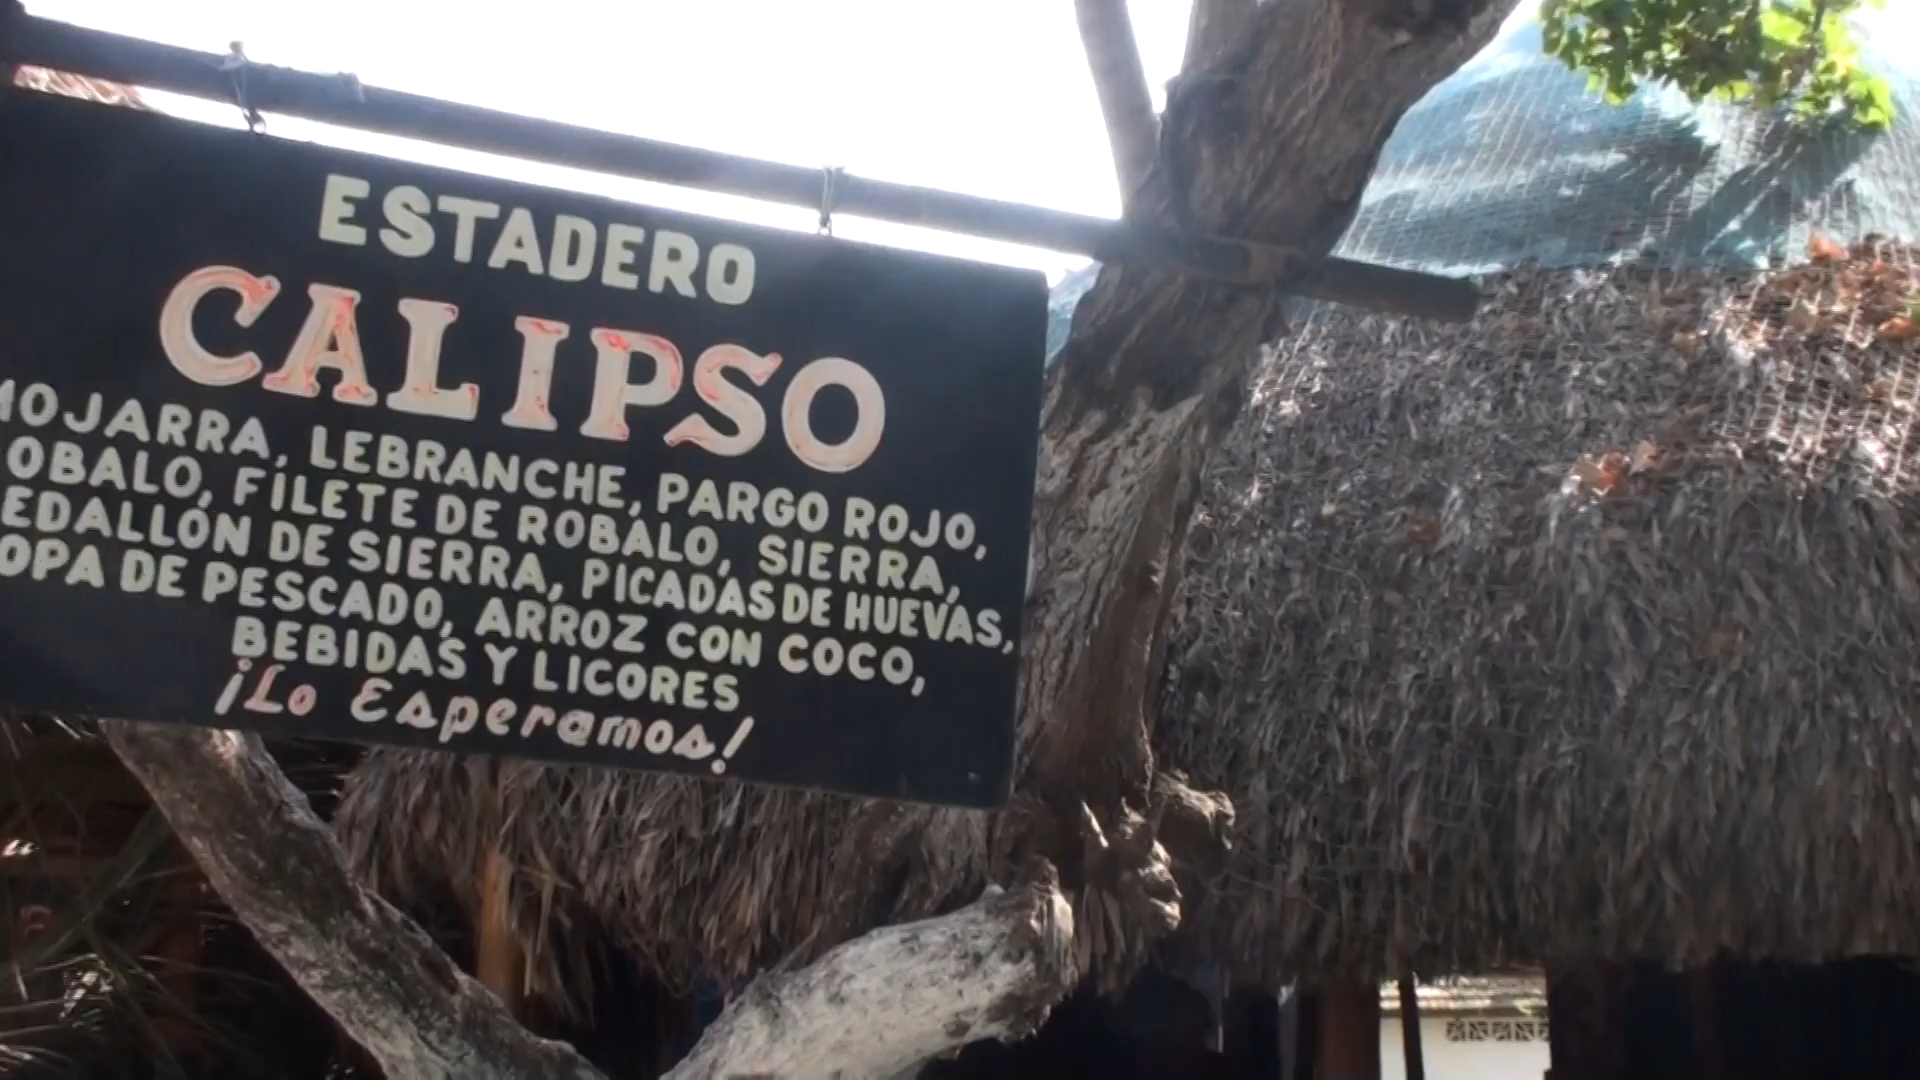 ESTADERO
CALIPSO
MOJARRA, LEBRANCHE, PARGO ROJO,
OBALO, FILETE DE ROBALO, SIERRA,
EDALLÓN DE SIERRA, PICADAS DE HUEVAS,
OPA DE PESCADO, ARROZ CON COCO,
BEBIDAS Y LICORES
¡Lo Esperamos!